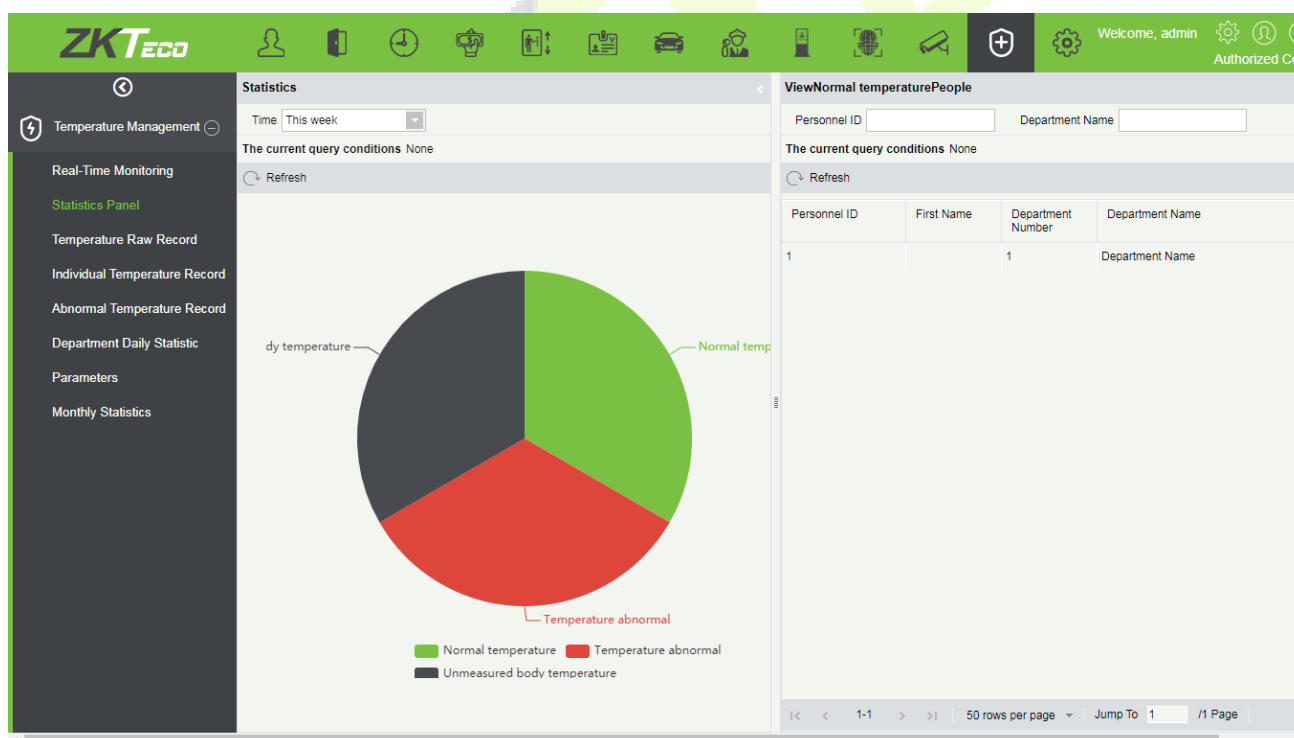 ZKTeco
Welcome, admin
Authorized Co
Temperature Management
Real-Time Monitoring
Statistics Panel
Temperature Raw Record
Individual Temperature Record
Abnormal Temperature Record
Department Daily Statistic
Parameters
Monthly Statistics
Statistics
Time This week
The current query conditions None
Refresh
dy temperature
Normal temp
Temperature abnormal
Normal temperature Temperature abnormal
Unmeasured body temperature
ViewNormal temperaturePeople
Personnel ID Department Name
The current query conditions None
Refresh
Personnel ID First Name Department Number Department Name
1 1 Department Name
|< < 1-1 > >| 50 rows per page Jump To 1 /1 Page